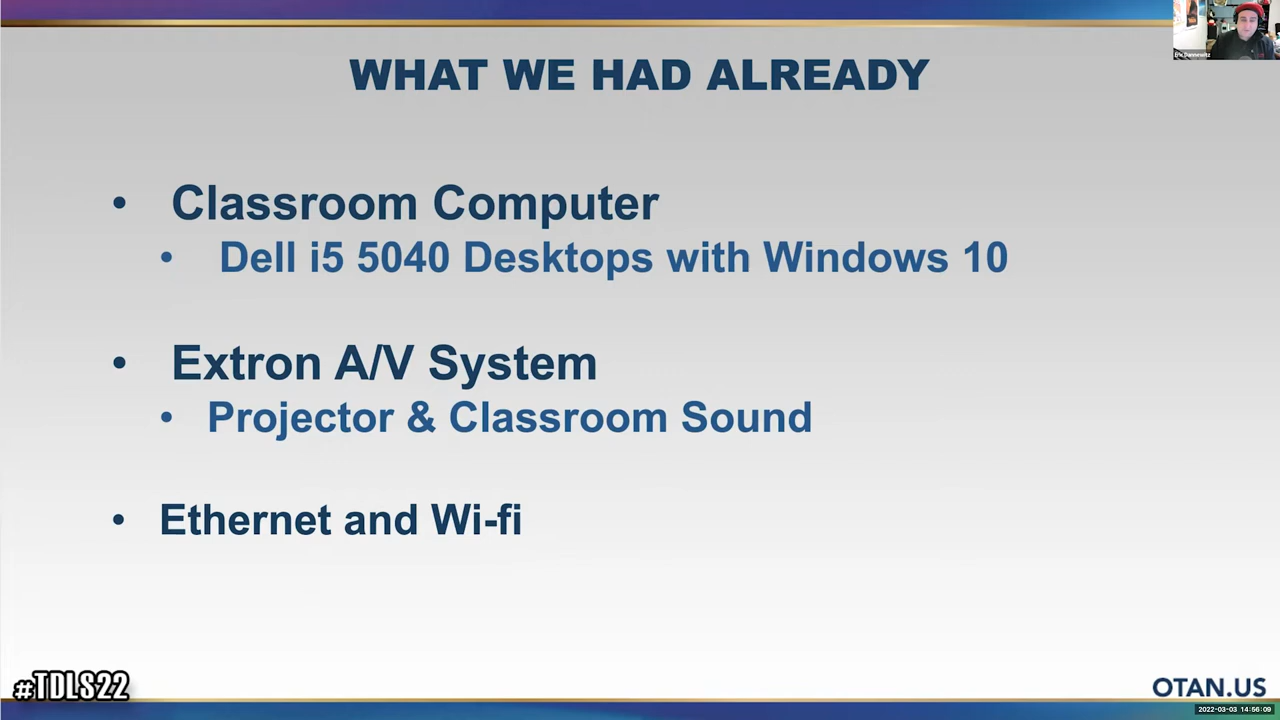 WHAT WE HAD ALREADY
• Classroom Computer
• Dell i5 5040 Desktops with Windows 10
• Extron A/V System
• Projector & Classroom Sound
• Ethernet and Wi-fi
#TDLS22
OTAN.US
2022-03-03 14:56:09